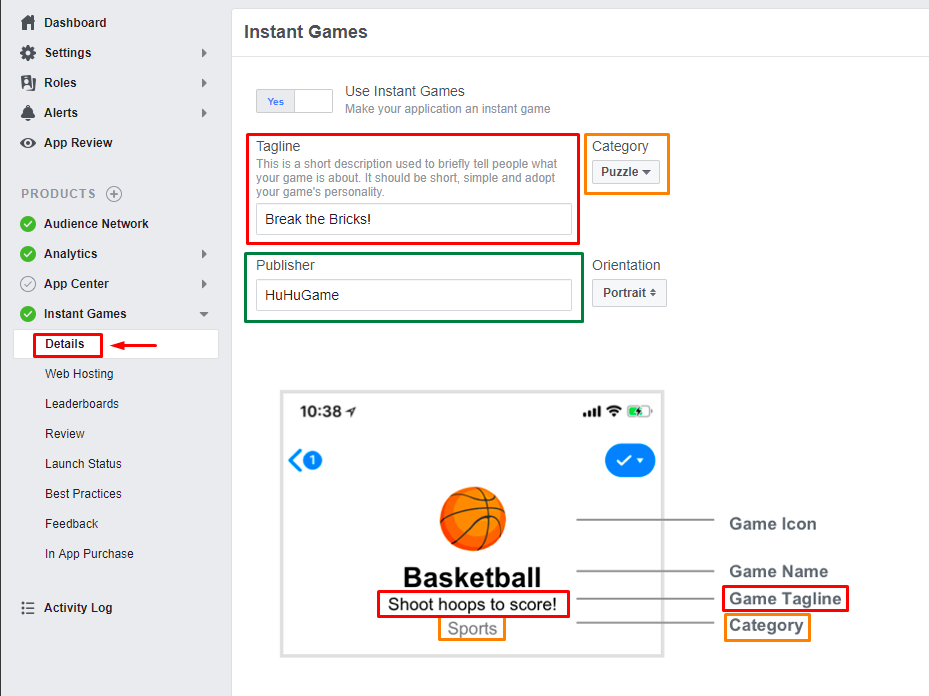 Dashboard
Settings
Roles
Alerts
App Review
PRODUCTS
Audience Network
Analytics
App Center
Instant Games
Details
Web Hosting
Leaderboards
Review
Launch Status
Best Practices
Feedback
In App Purchase
Activity Log
Instant Games
Yes
Use Instant Games
Make your application an instant game
Tagline
This is a short description used to briefly tell people what
your game is about. It should be short, simple and adopt
your game's personality.
Break the Bricks!
Category
Puzzle
Publisher
HuHuGame
Orientation
Portrait
10:38
1
Basketball
Shoot hoops to score!
Sports
Game Icon
Game Name
Game Tagline
Category